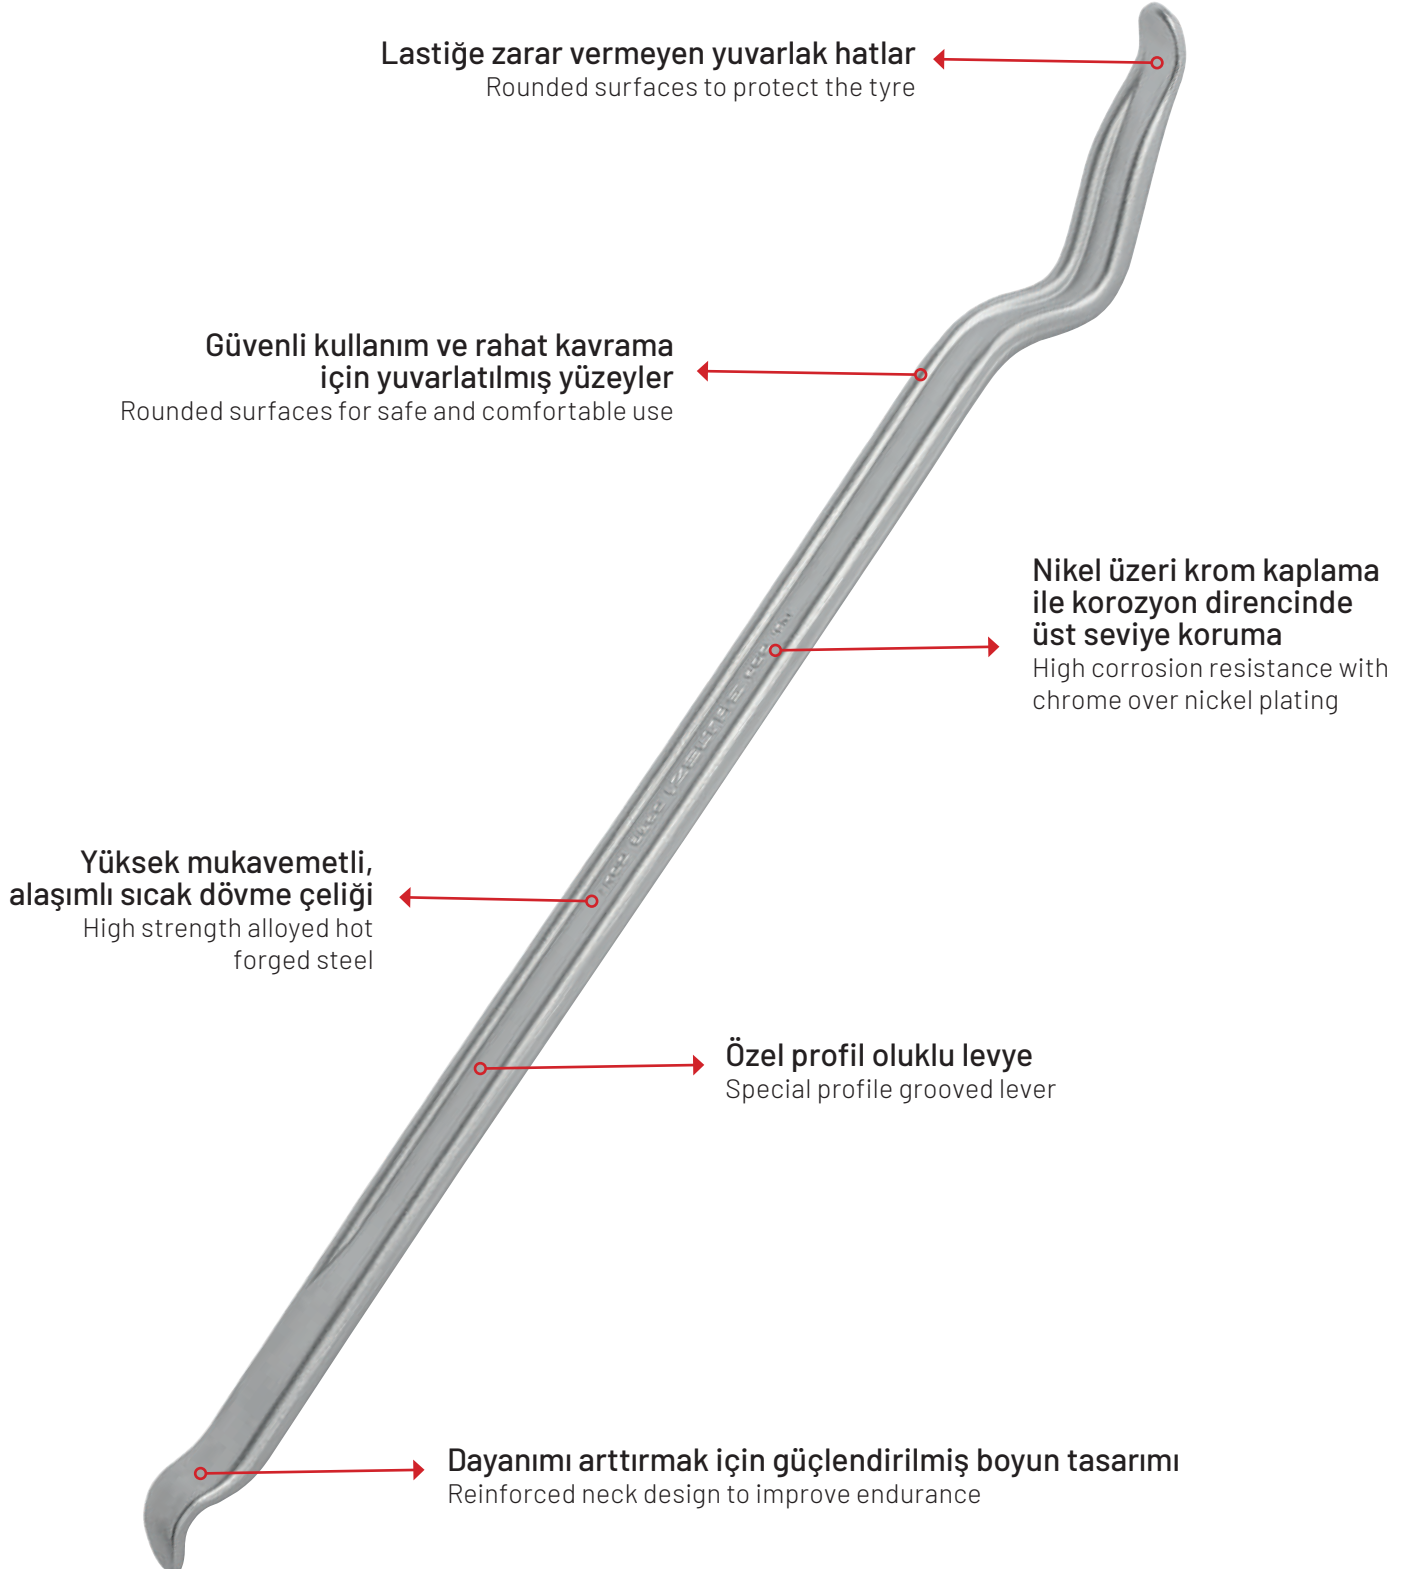 Lastiğe zarar vermeyen yuvarlak hatlar
Rounded surfaces to protect the tyre
Güvenli kullanım ve rahat kavrama
için yuvarlatılmış yüzeyler
Rounded surfaces for safe and comfortable use
Nikel üzeri krom kaplama
ile korozyon direncinde
üst seviye koruma
High corrosion resistance with
chrome over nickel plating
İZELTAŞ
Yüksek mukavemetli,
alaşımlı sıcak dövme çeliği
High strength alloyed hot
forged steel
Özel profil oluklu levye
Special profile grooved lever
Dayanımı arttırmak için güçlendirilmiş boyun tasarımı
Reinforced neck design to improve endurance